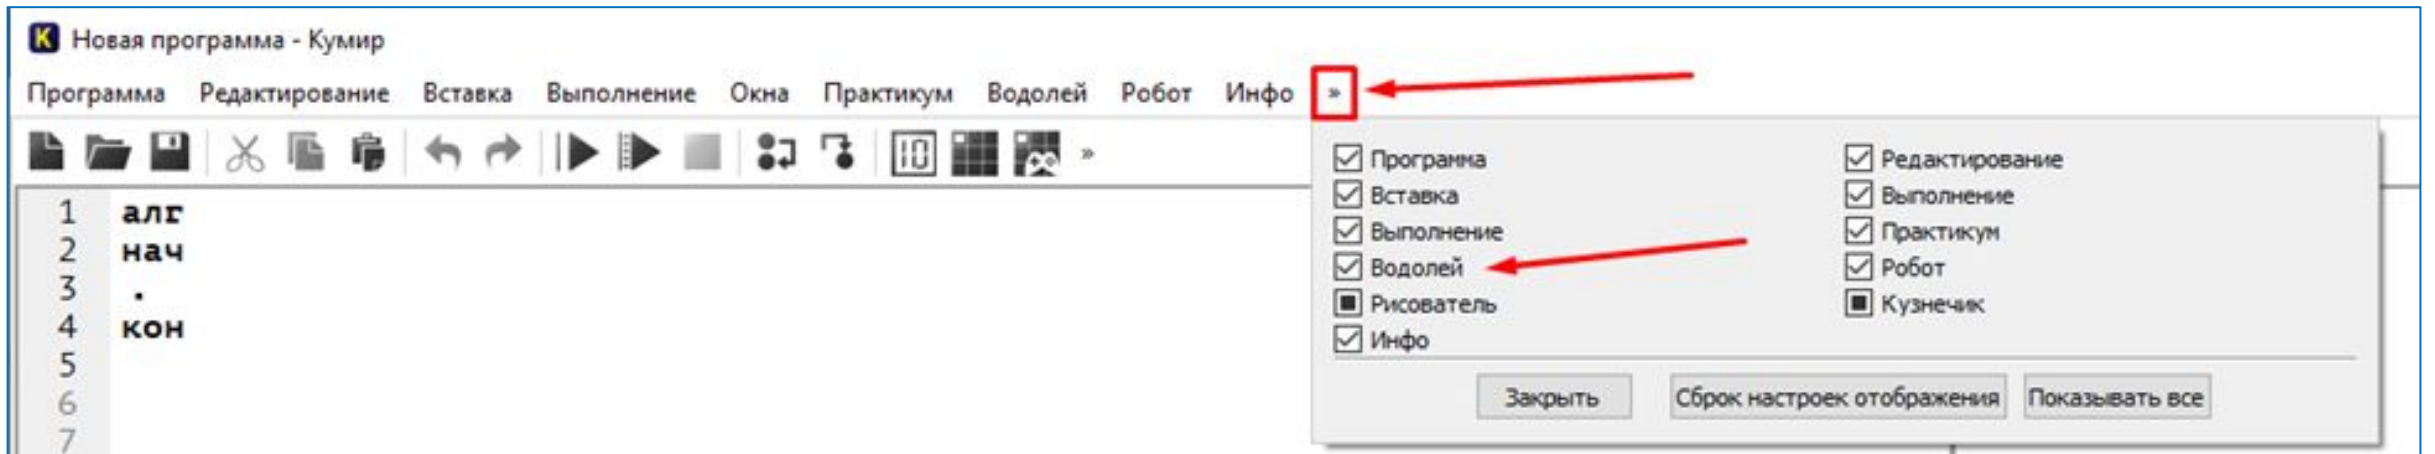 K Новая программа - Кумир
Программа Редактирование Вставка Выполнение Окна Практикум Водолей Робот Инфо »
10 »
1 алг
2 нач
3 .
4 кон
5
6
7
Программа Редактирование
Вставка Выполнение
Выполнение Практикум
Водолей Робот
Рисователь Кузнечик
Инфо
Закрыть Сброк настроек отображения Показывать все